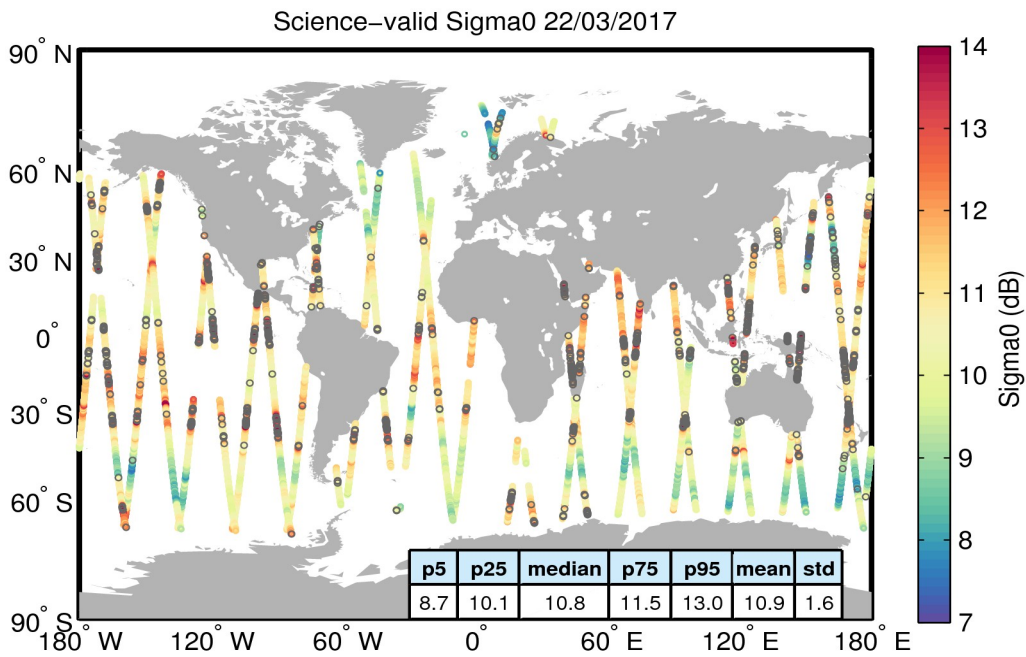 Science−valid Sigma0 22/03/2017
90° N
60° N
30° N
0°
30° S
60° S
90° S
180° W
120° W
60° W
0°
60° E
120° E
180° E
p5 p25 median p75 p95 mean std
8.7 10.1 10.8 11.5 13.0 10.9 1.6
14
13
12
11
10
9
8
7
Sigma0 (dB)